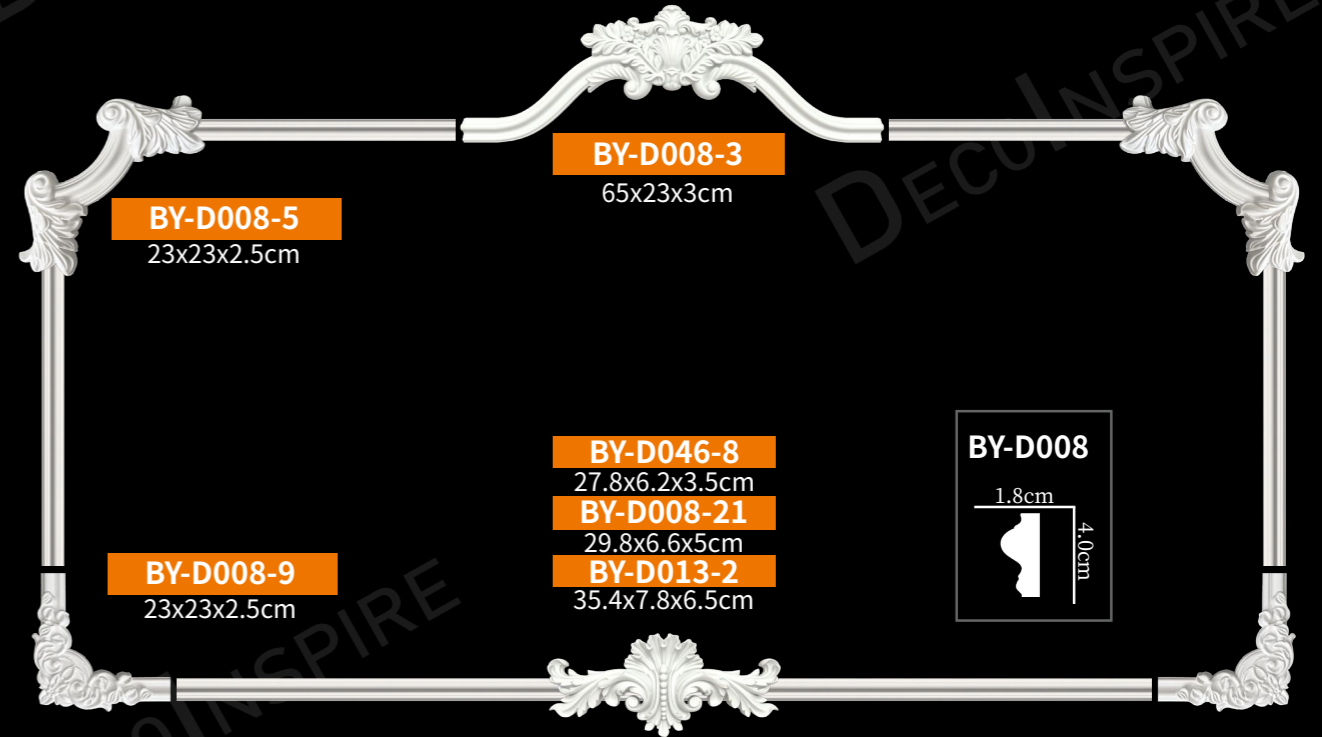 DECOINSPIRE
BY-D008-3
65x23x3cm
BY-D008-5
23x23x2.5cm
BY-D046-8
27.8x6.2x3.5cm
BY-D008-21
29.8x6.6x5cm
BY-D013-2
35.4x7.8x6.5cm
BY-D008
1.8cm
4.0cm
BY-D008-9
23x23x2.5cm
OINSPIRE